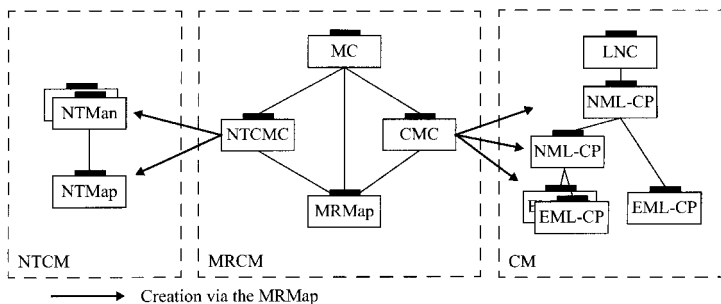 MC
LNC
NTMan
NML-CP
NTCMC
CMC
NML-CP
NTMap
MRMap
E
EML-CP
EML-CP
NTCM
MRCM
CM
Creation via the MRMap